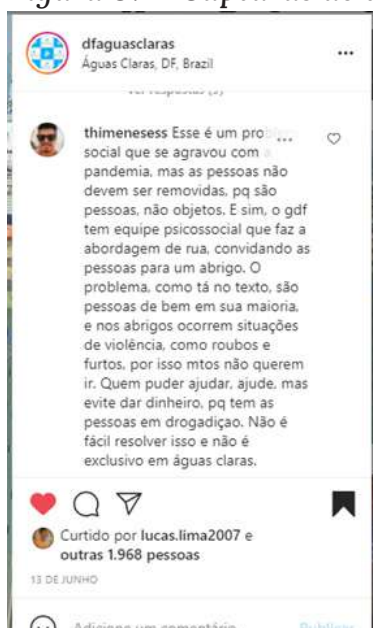 dfaguasclaras
Águas Claras, DF, Brazil
thimenesess Esse é um
social que se agravou com a
pandemia, mas as pessoas não
devem ser removidas, pq são
pessoas, não objetos. E sim, o gdf
tem equipe psicossocial que faz a
abordagem de rua, convidando as
pessoas para um abrigo. O
problema, como tá no texto, são
pessoas de bem em sua maioria,
e nos abrigos ocorrem situações
de violência, como roubos e
furtos, por isso mtos não querem
ir. Quem puder ajudar, ajude, mas
evite dar dinheiro, pq tem as
pessoas em drogadiçao. Não é
fácil resolver isso e não é
exclusivo em águas claras.
Curtido por lucas.lima2007 e
outras 1.968 pessoas
13 DE JUNHO